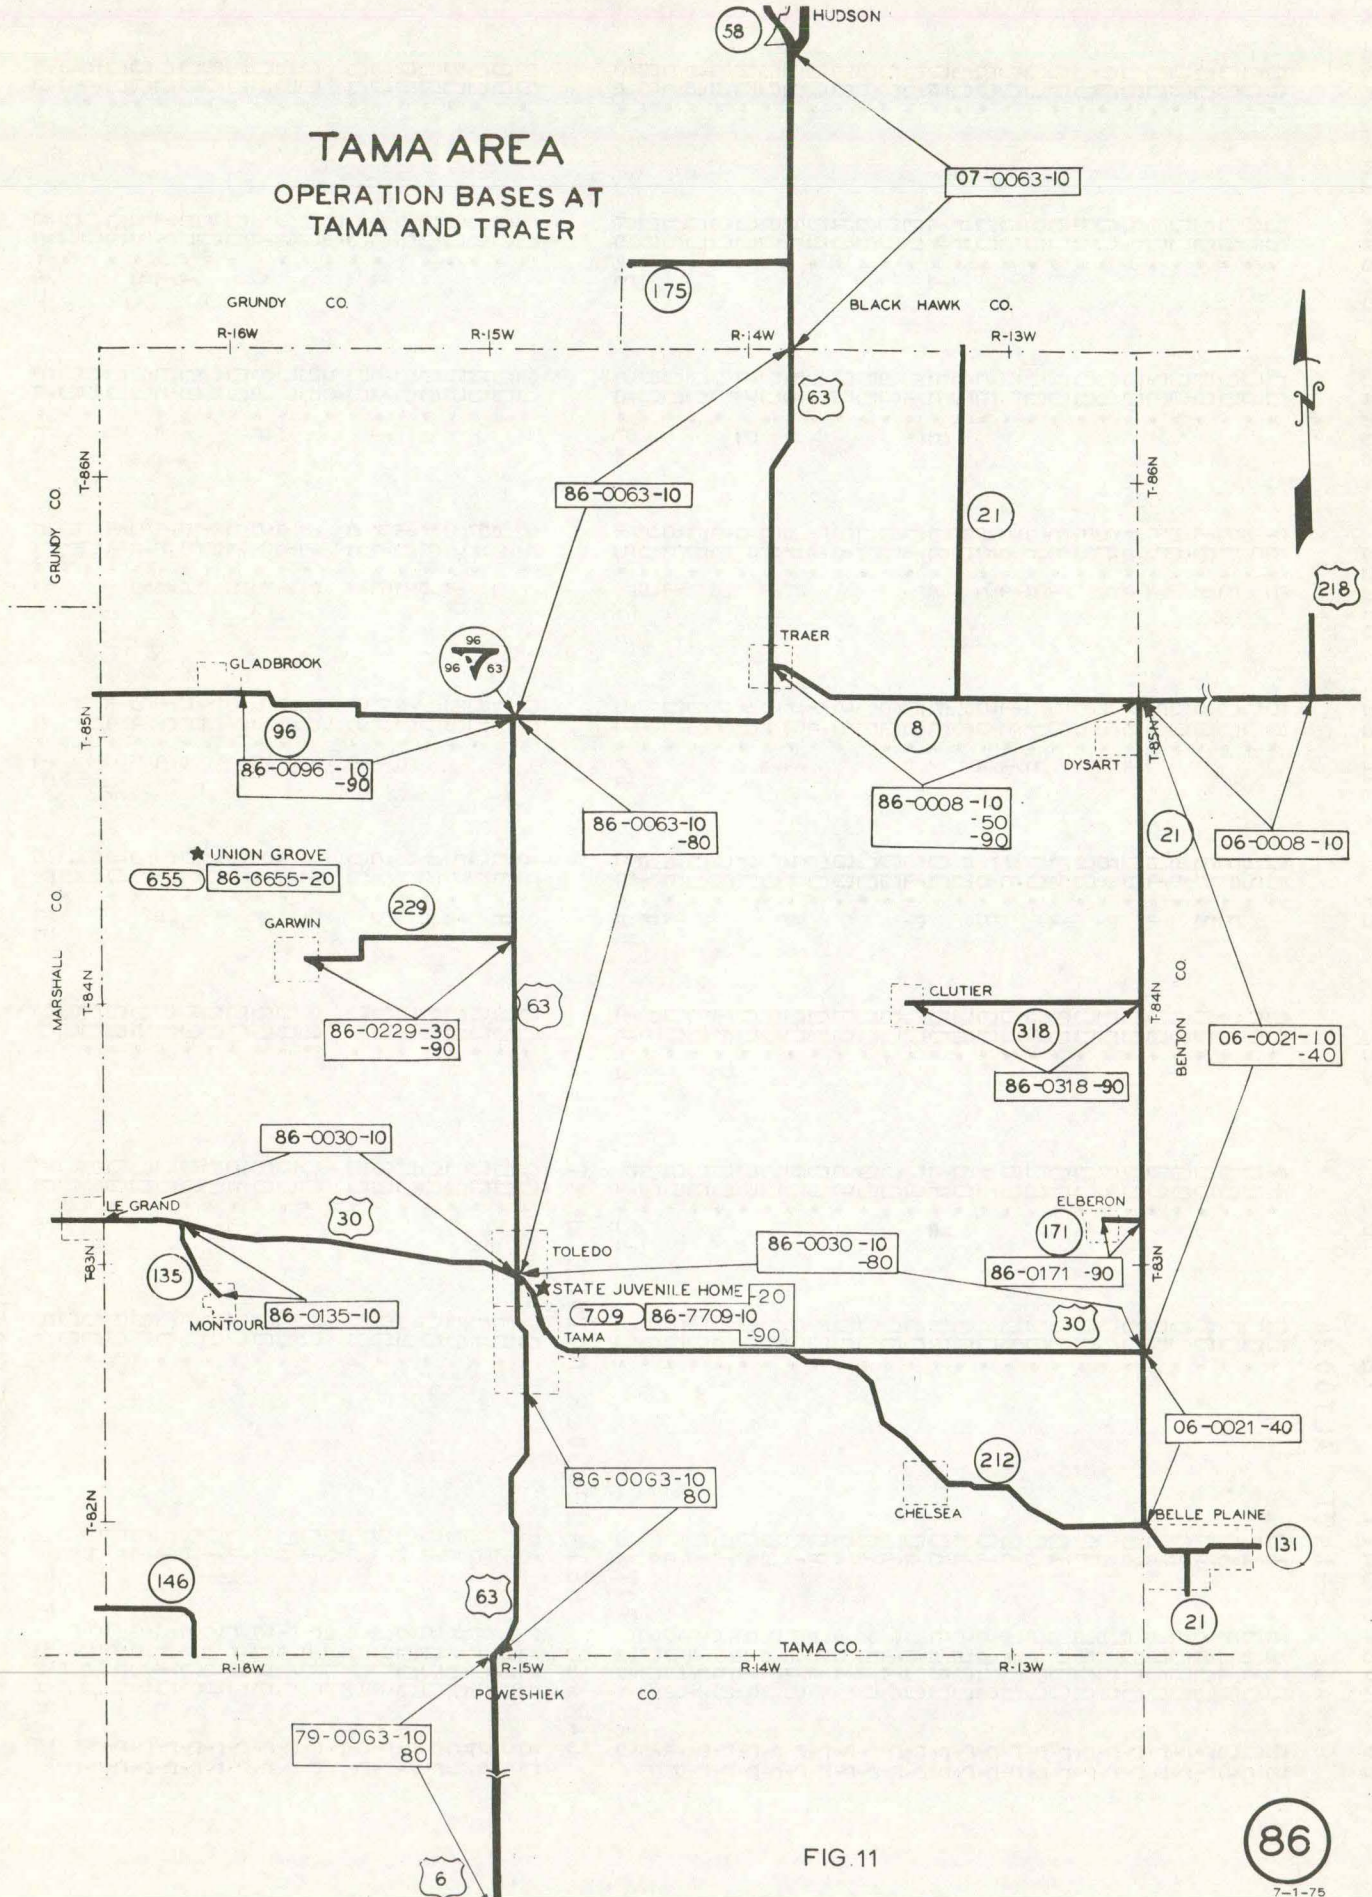 HUDSON
58
TAMA AREA
OPERATION BASES AT
TAMA AND TRAER
07-0063-10
175
GRUNDY CO.
BLACK HAWK CO.
R-16W
R-15W
R-14W
R-13W
63
T-86N
T-86N
GRUNDY CO.
86-0063-10
21
N
218
TRAER
96
96 63
GLADBROOK
T-85N
96
8
T-85N
DYSART
86-0096 -10
-90
86-0063-10
-80
86-0008 -10
-50
-90
21
06-0008 -10
★ UNION GROVE
655
86-6655-20
229
GARWIN
MARSHALL CO.
T-84N
63
CLUTIER
T-84N
BENTON CO.
86-0229-30
-90
318
06-0021-10
-40
86-0318-90
86-0030-10
LE GRAND
30
ELBERON
171
TOLEDO
86-0030-10
-80
T-83N
135
86-0171 -90
T-83N
★STATE JUVENILE HOME
-20
709
86-7709-10
-90
86-0135-10
MONTOUR
TAMA
30
06-0021-40
86-0063-10
80
212
CHELSEA
T-82N
BELLE PLAINE
131
146
63
21
TAMA CO.
R-16W
R-15W
R-14W
R-13W
POWESHIEK CO.
79-0063-10
80
6
FIG. 11
86
7-1-75